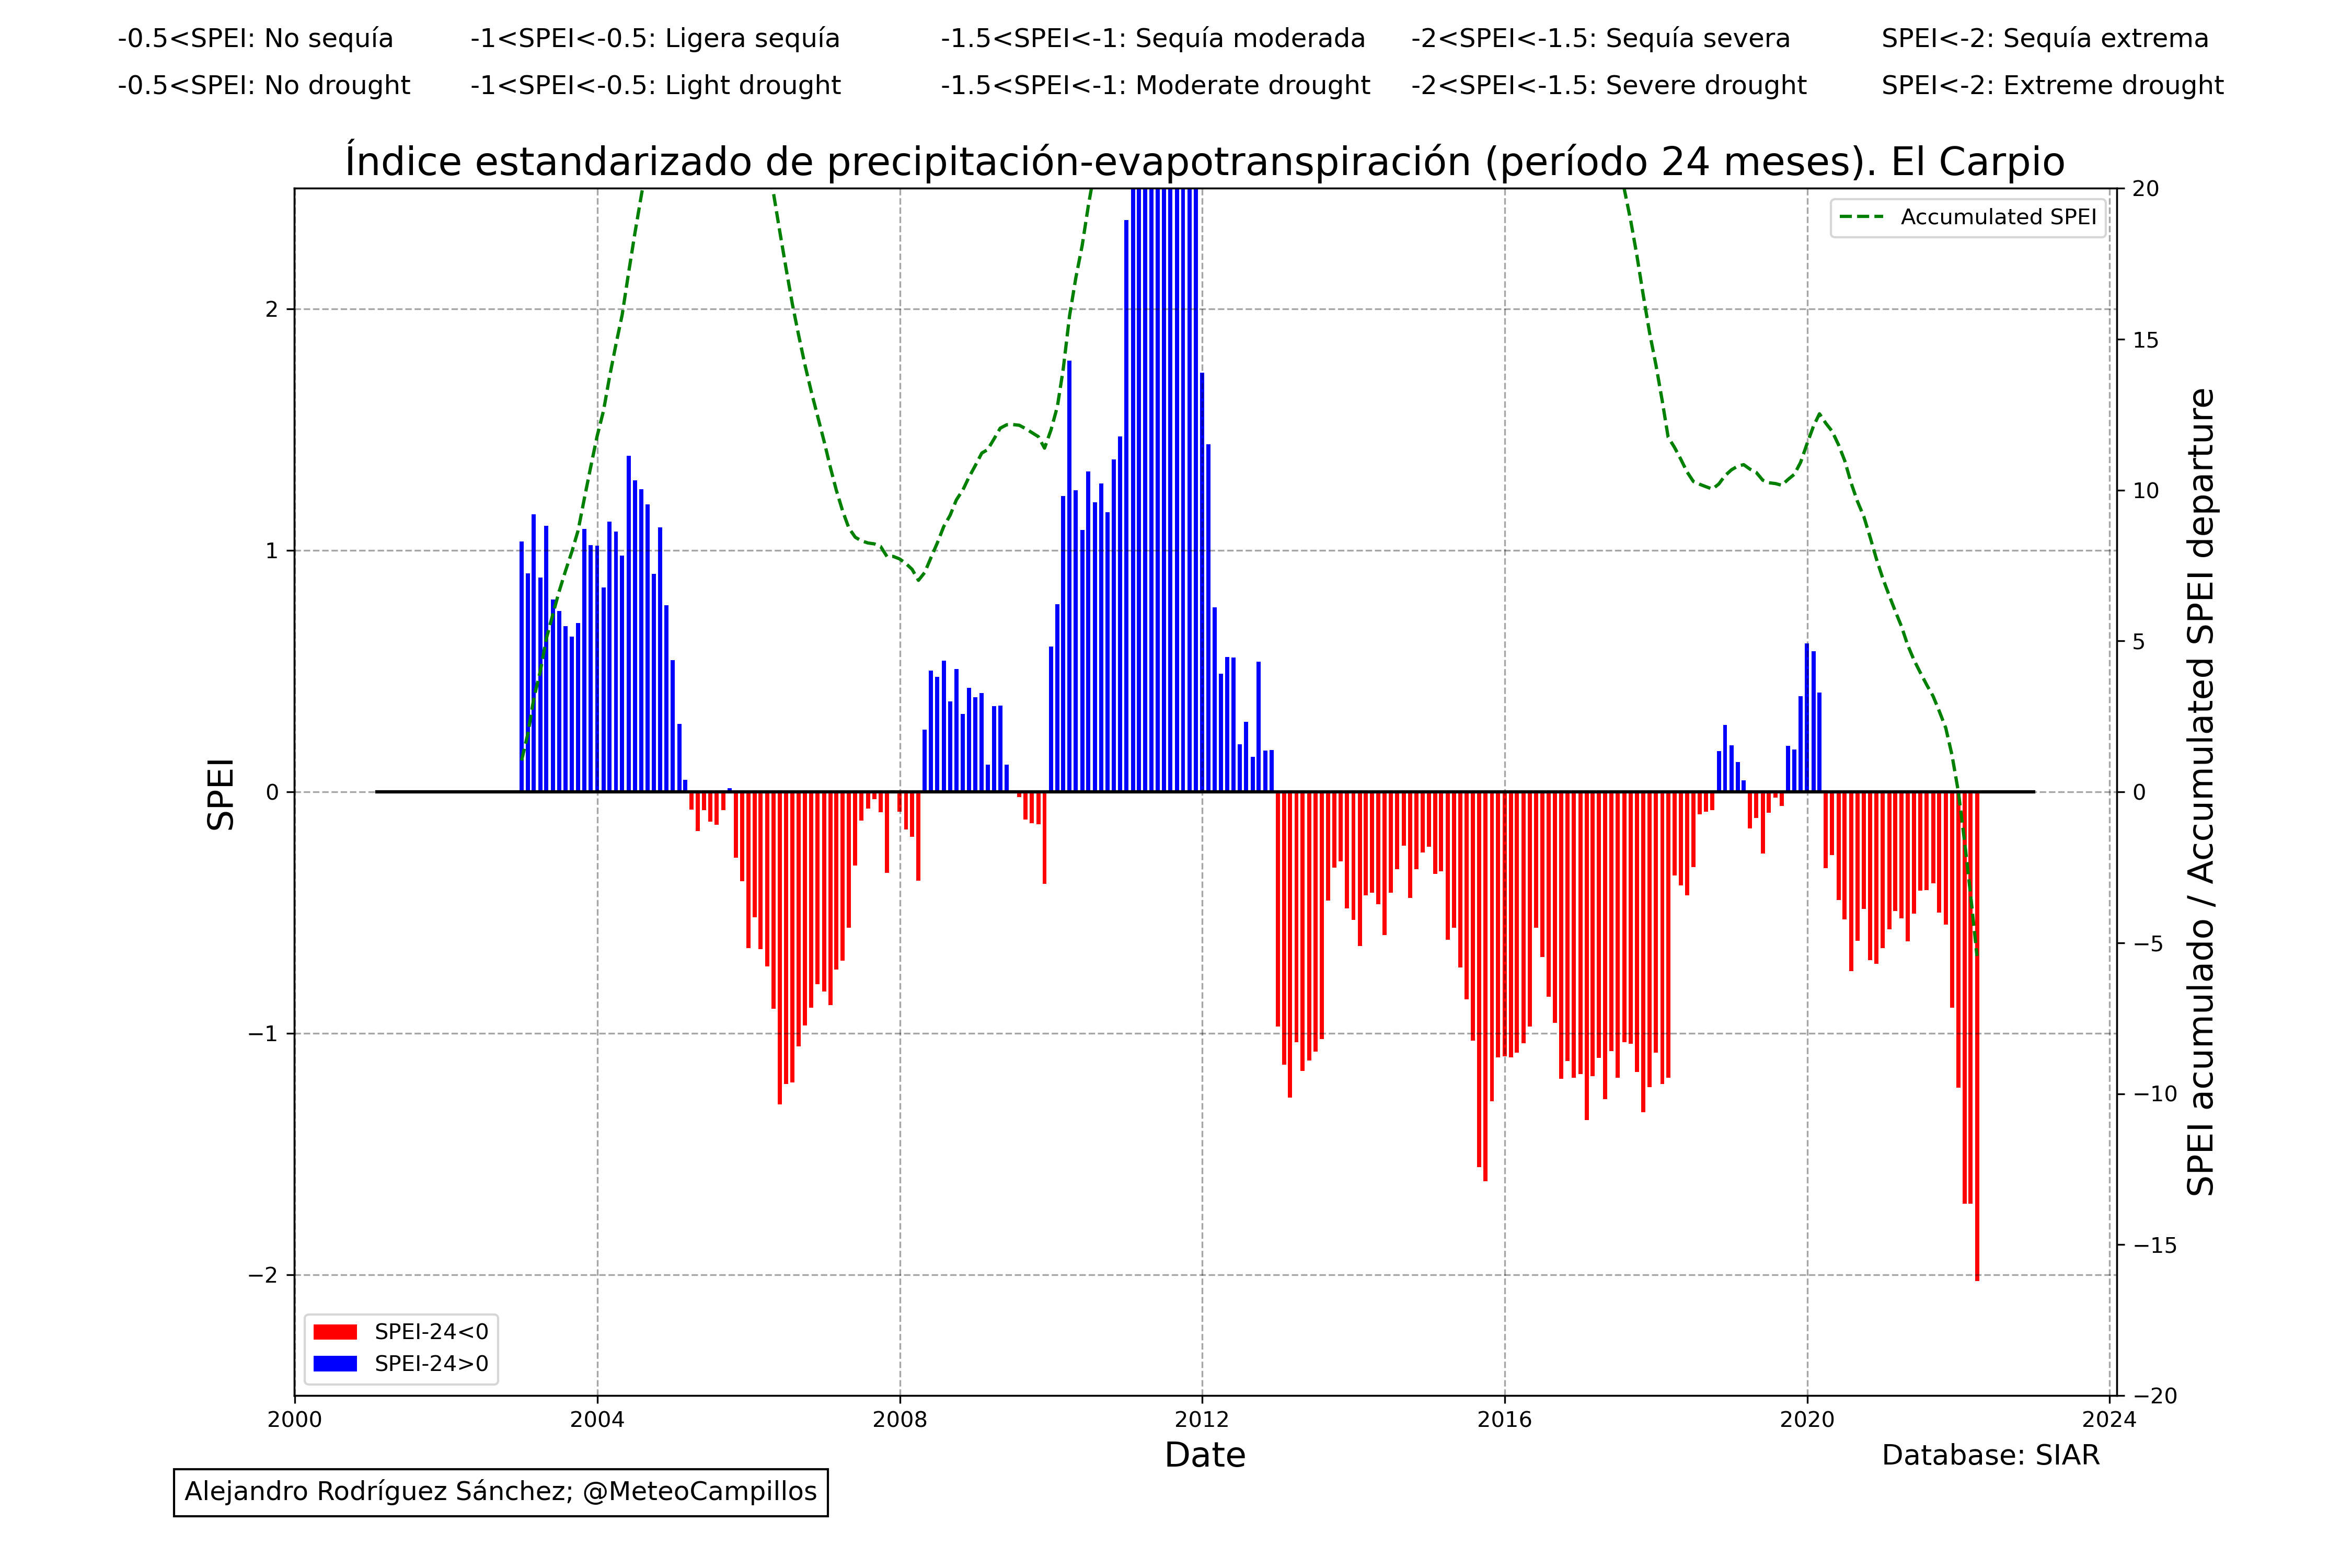 -0.5<SPEI: No sequía -1<SPEI<-0.5: Ligera sequía -1.5<SPEI<-1: Sequía moderada -2<SPEI<-1.5: Sequía severa SPEI<-2: Sequía extrema
-0.5<SPEI: No drought -1<SPEI<-0.5: Light drought -1.5<SPEI<-1: Moderate drought -2<SPEI<-1.5: Severe drought SPEI<-2: Extreme drought
Índice estandarizado de precipitación-evapotranspiración (período 24 meses). El Carpio
Accumulated SPEI
SPEI
2
1
0
−1
−2
20
15
10
5
0
−5
−10
−15
−20
SPEI acumulado / Accumulated SPEI departure
SPEI-24<0
SPEI-24>0
2000 2004 2008 2012 2016 2020 2024
Date
Database: SIAR
Alejandro Rodríguez Sánchez; @MeteoCampillos